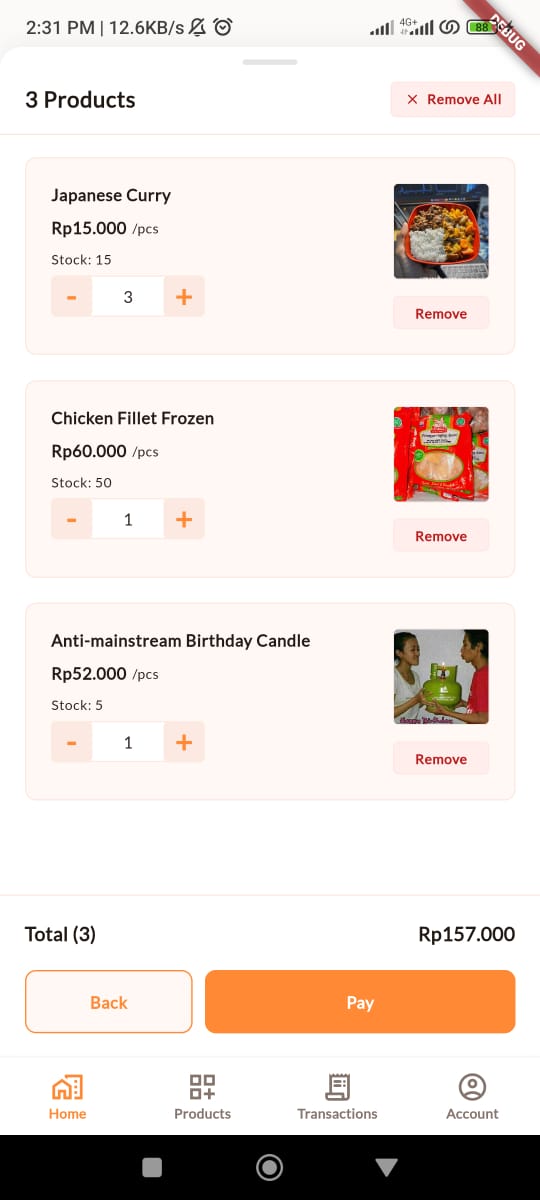 2:31 PM | 12.6KB/s
4G+
88
DEBUG
3 Products
Remove All
Japanese Curry
Rp15.000 /pcs
Stock: 15
- 3 +
Remove
Chicken Fillet Frozen
Rp60.000 /pcs
Stock: 50
- 1 +
Remove
Anti-mainstream Birthday Candle
Rp52.000 /pcs
Stock: 5
- 1 +
Happy Birthday
Remove
Total (3)
Rp157.000
Back
Pay
Home
Products
Transactions
Account